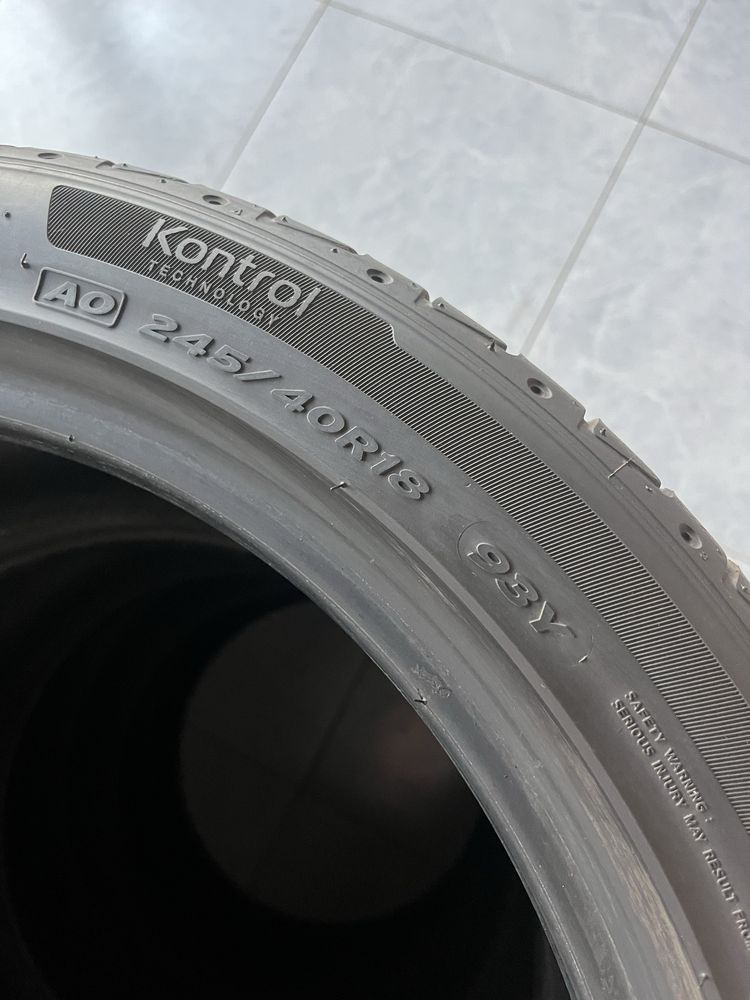 Kontrol
TECHNOLOGY
AO 245/40R18
(93Y)
SAFETY WARNING :
SERIOUS INJURY MAY RESULT FROM